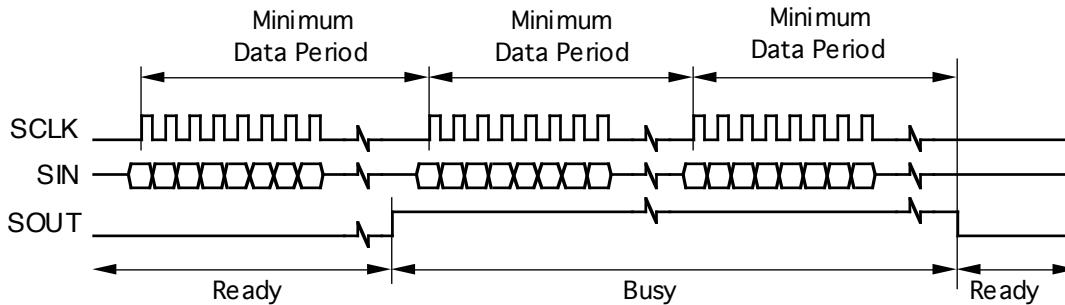 Minimum
Data Period
Minimum
Data Period
Minimum
Data Period
SCLK
SIN
SOUT
Ready
Busy
Ready